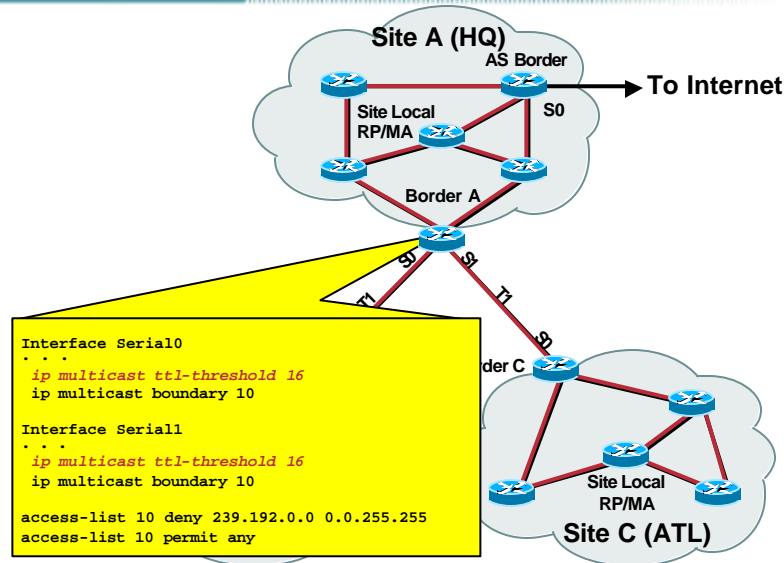 Site A (HQ)
AS Border
To Internet
S0
Site Local
RP/MA
Border A
S0
S1
T1
T1
S0
Interface Serial0
. . .
ip multicast ttl-threshold 16
ip multicast boundary 10
Interface Serial1
. . .
ip multicast ttl-threshold 16
ip multicast boundary 10
access-list 10 deny 239.192.0.0 0.0.255.255
access-list 10 permit any
der C
Site Local
RP/MA
Site C (ATL)